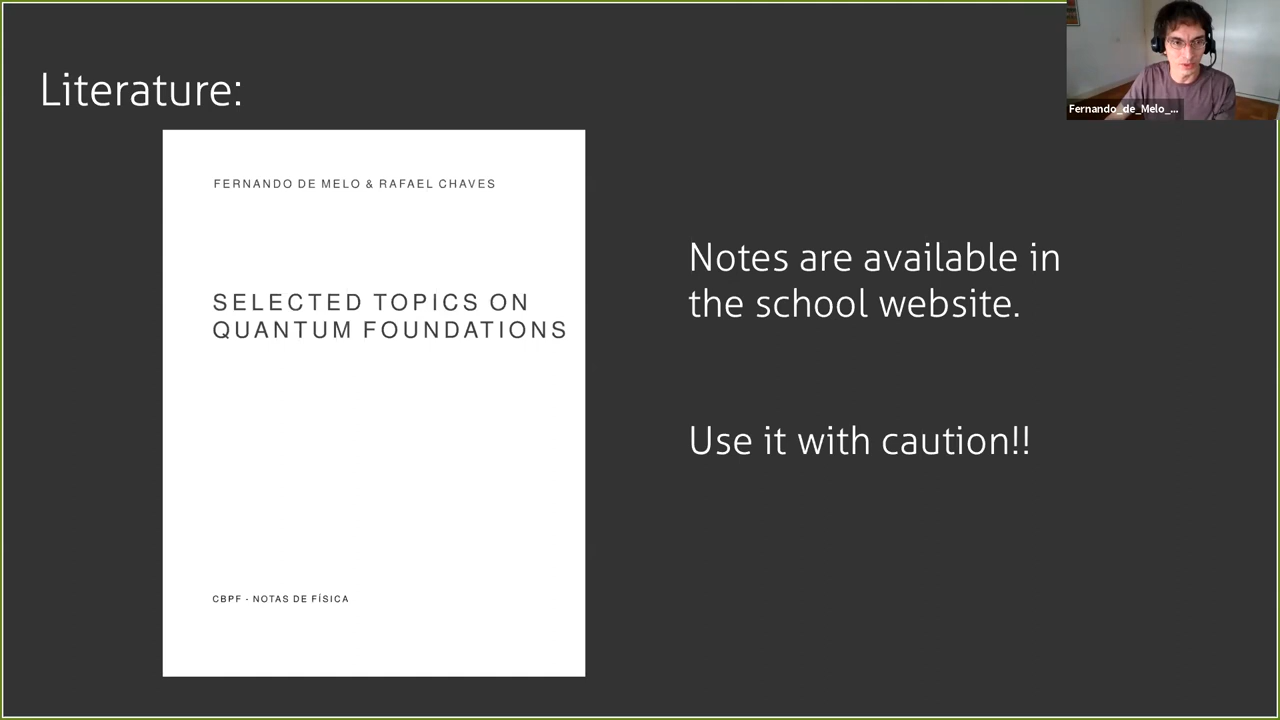 Literature:
FERNANDO DE MELO & RAFAEL CHAVES
SELECTED TOPICS ON
QUANTUM FOUNDATIONS
CBPF - NOTAS DE FÍSICA
Notes are available in
the school website.
Use it with caution!!
Fernando_de_Melo_...